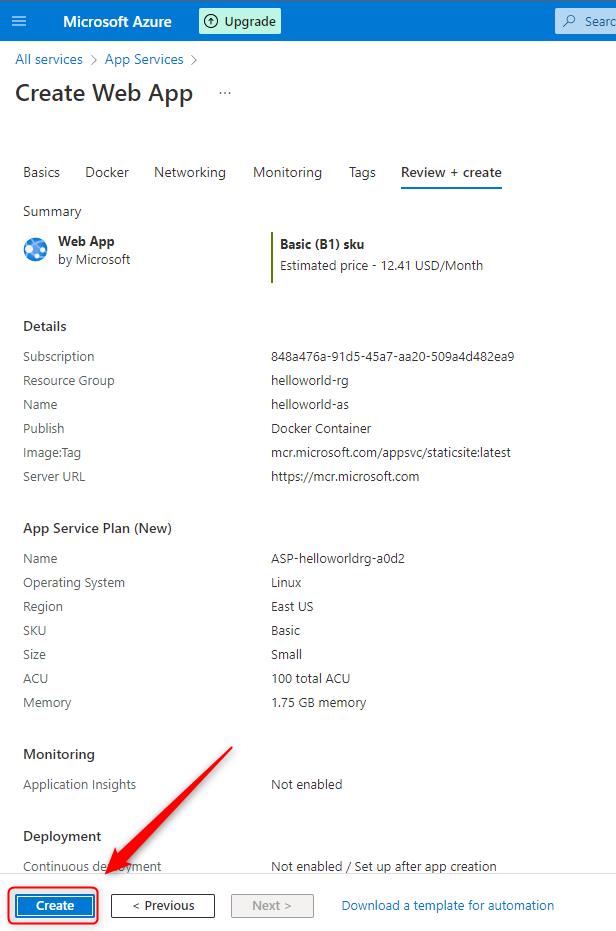 Microsoft Azure
Upgrade
Searc
All services > App Services >
Create Web App ...
Basics Docker Networking Monitoring Tags Review + create
Summary
Web App
by Microsoft
Basic (B1) sku
Estimated price - 12.41 USD/Month
Details
Subscription 848a476a-91d5-45a7-aa20-509a4d482ea9
Resource Group helloworld-rg
Name helloworld-as
Publish Docker Container
Image:Tag mcr.microsoft.com/appsvc/staticsite:latest
Server URL https://mcr.microsoft.com
App Service Plan (New)
Name ASP-helloworldrg-a0d2
Operating System Linux
Region East US
SKU Basic
Size Small
ACU 100 total ACU
Memory 1.75 GB memory
Monitoring
Application Insights Not enabled
Deployment
Continuous deployment Not enabled / Set up after app creation
Create < Previous Next > Download a template for automation